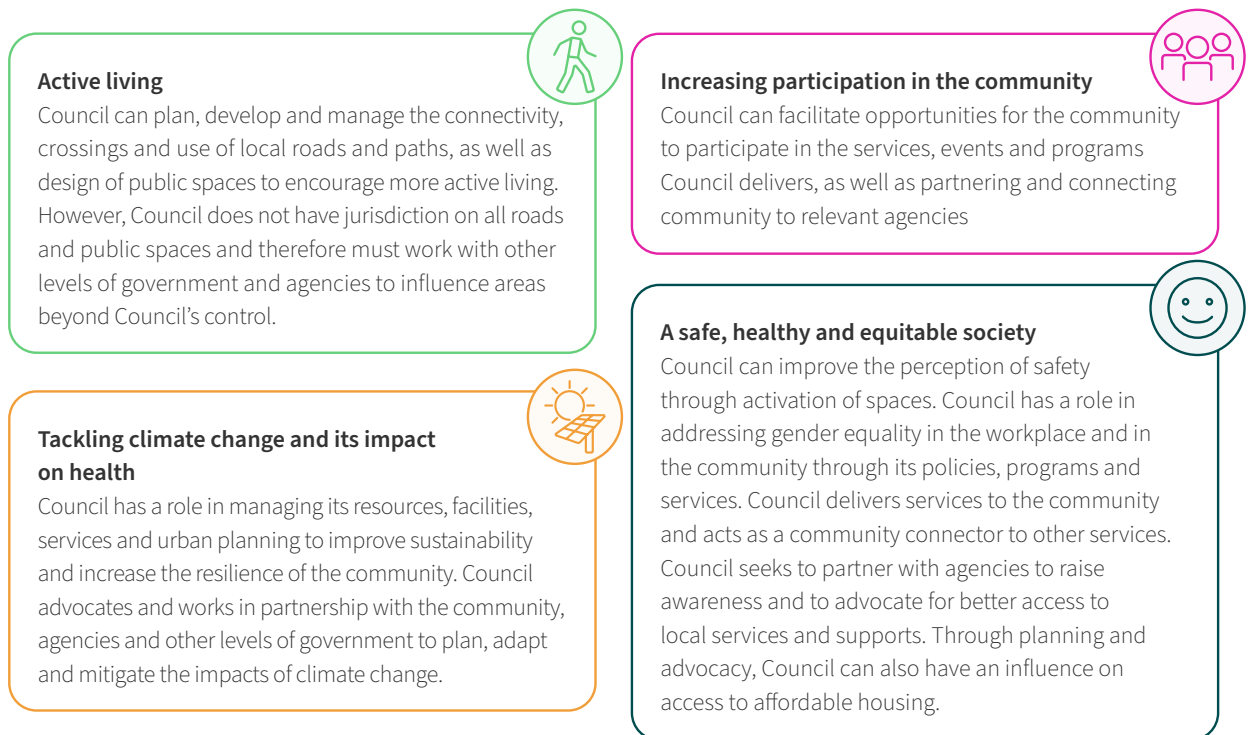 Active living
Council can plan, develop and manage the connectivity,
crossings and use of local roads and paths, as well as
design of public spaces to encourage more active living.
However, Council does not have jurisdiction on all roads
and public spaces and therefore must work with other
levels of government and agencies to influence areas
beyond Council’s control.
Tackling climate change and its impact
on health
Council has a role in managing its resources, facilities,
services and urban planning to improve sustainability
and increase the resilience of the community. Council
advocates and works in partnership with the community,
agencies and other levels of government to plan, adapt
and mitigate the impacts of climate change.
Increasing participation in the community
Council can facilitate opportunities for the community
to participate in the services, events and programs
Council delivers, as well as partnering and connecting
community to relevant agencies
A safe, healthy and equitable society
Council can improve the perception of safety
through activation of spaces. Council has a role in
addressing gender equality in the workplace and in
the community through its policies, programs and
services. Council delivers services to the community
and acts as a community connector to other services.
Council seeks to partner with agencies to raise
awareness and to advocate for better access to
local services and supports. Through planning and
advocacy, Council can also have an influence on
access to affordable housing.